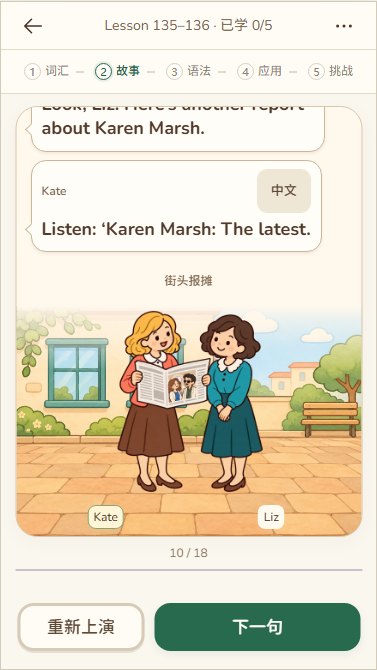 Lesson 135–136 · 已学 0/5
1 词汇 – 2 故事 – 3 语法 – 4 应用 – 5 挑战
Look, Liz! Here's another report
about Karen Marsh.
Kate
中文
Listen: ‘Karen Marsh: The latest.
街头报摊
Kate
Liz
10 / 18
重新上演
下一句